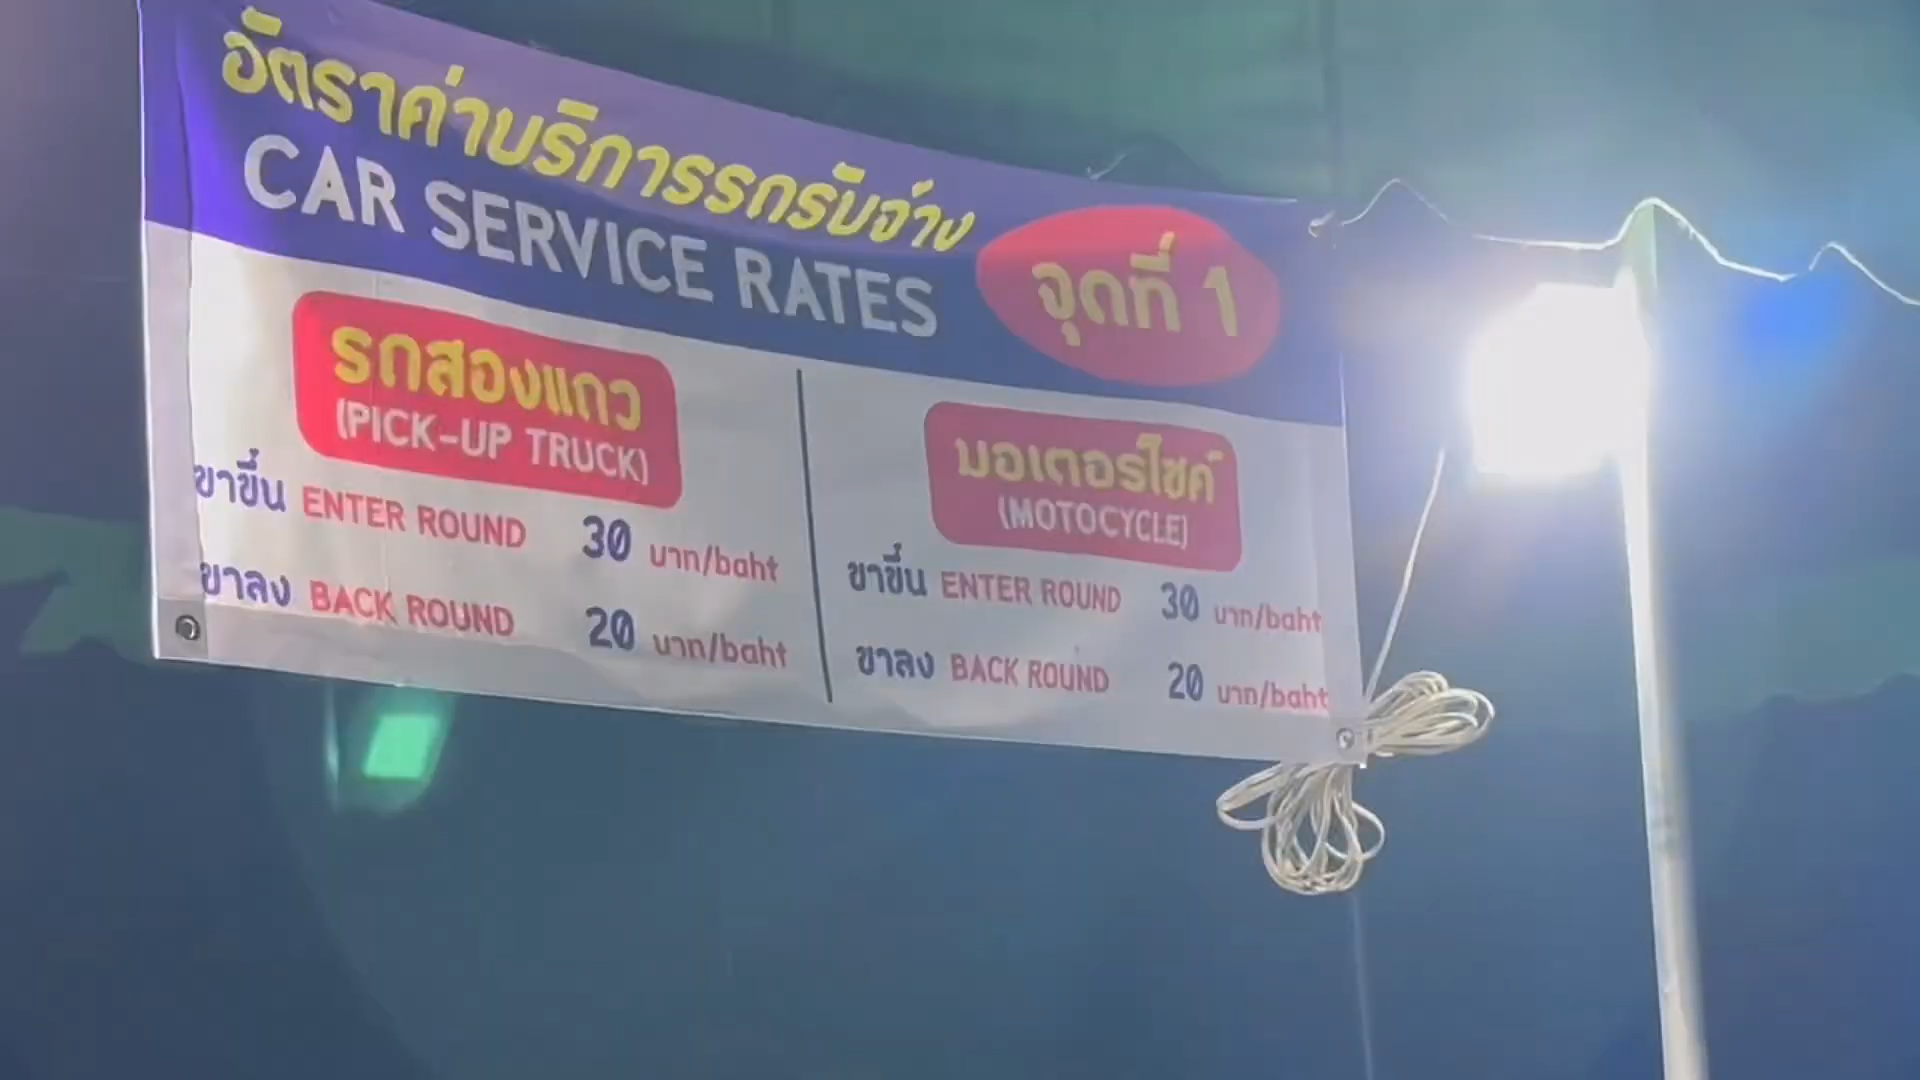 อัตราค่าบริการรถรับจ้าง
CAR SERVICE RATES
จุดที่ 1
รถสองแถว
(PICK-UP TRUCK)
ขาขึ้น ENTER ROUND 30 บาท/baht
ขาลง BACK ROUND 20 บาท/baht
มอเตอร์ไซค์
(MOTOCYCLE)
ขาขึ้น ENTER ROUND 30 บาท/baht
ขาลง BACK ROUND 20 บาท/baht